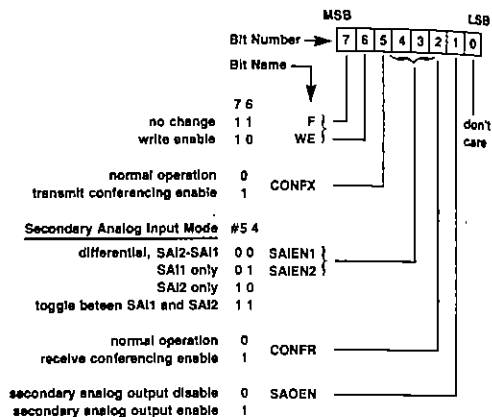 MSB LSB
Bit Number 7 6 5 4 3 2 1 0
Bit Name
7 6
no change 1 1 F
write enable 1 0 WE
don't
care
normal operation 0
transmit conferencing enable 1 CONFX
Secondary Analog Input Mode #5 4
differential, SAI2-SAI1 0 0 SAIEN1
SAI1 only 0 1 SAIEN2
SAI2 only 1 0
toggle beteen SAI1 and SAI2 1 1
normal operation 0
receive conferencing enable 1 CONFR
secondary analog output disable 0 SAOEN
secondary analog output enable 1